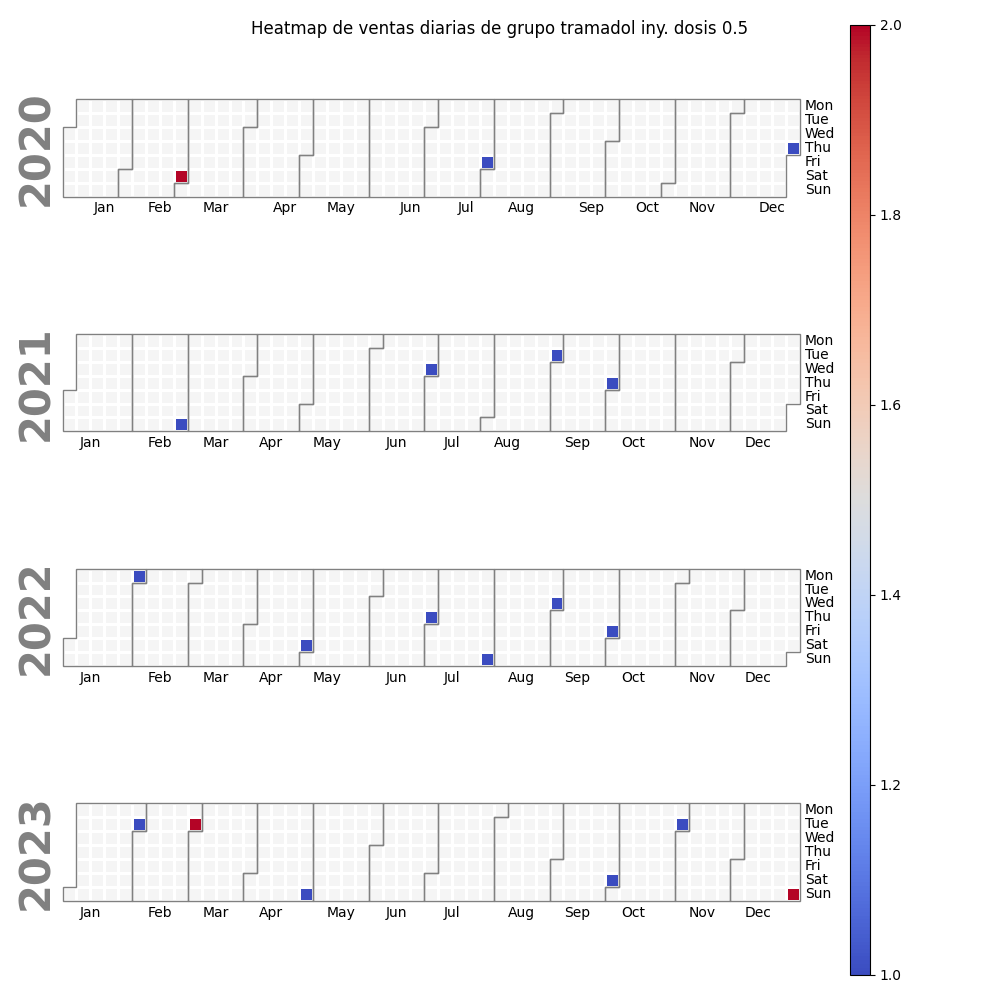 Heatmap de ventas diarias de grupo tramadol iny. dosis 0.5
2020
Mon
Tue
Wed
Thu
Fri
Sat
Sun
Jan Feb Mar Apr May Jun Jul Aug Sep Oct Nov Dec
2021
Mon
Tue
Wed
Thu
Fri
Sat
Sun
Jan Feb Mar Apr May Jun Jul Aug Sep Oct Nov Dec
2022
Mon
Tue
Wed
Thu
Fri
Sat
Sun
Jan Feb Mar Apr May Jun Jul Aug Sep Oct Nov Dec
2023
Mon
Tue
Wed
Thu
Fri
Sat
Sun
Jan Feb Mar Apr May Jun Jul Aug Sep Oct Nov Dec
2.0
1.8
1.6
1.4
1.2
1.0